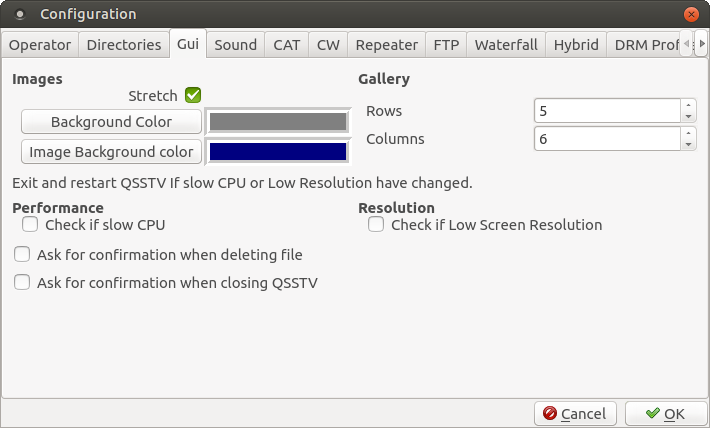 Configuration
Operator Directories Gui Sound CAT CW Repeater FTP Waterfall Hybrid DRM
Images Gallery
Stretch
Rows 5
Background Color
Columns 6
Image Background color
Exit and restart QSSTV If slow CPU or Low Resolution have changed.
Performance Resolution
Check if slow CPU Check if Low Screen Resolution
Ask for confirmation when deleting file
Ask for confirmation when closing QSSTV
Cancel OK